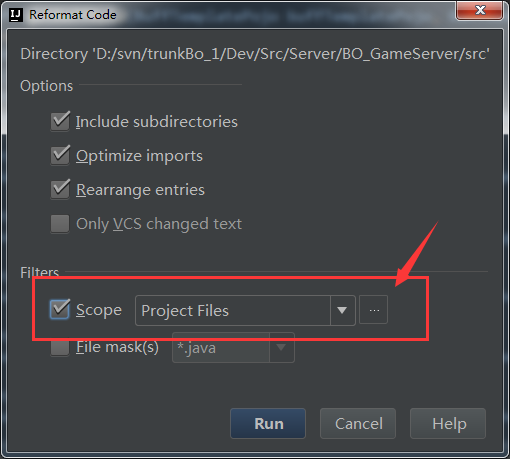 Reformat Code
Directory 'D:/svn/trunkBo_1/Dev/Src/Server/BO_GameServer/src'
Options
Include subdirectories
Optimize imports
Rearrange entries
Only VCS changed text
Filters
Scope Project Files ...
File mask(s) *.java
Run Cancel Help